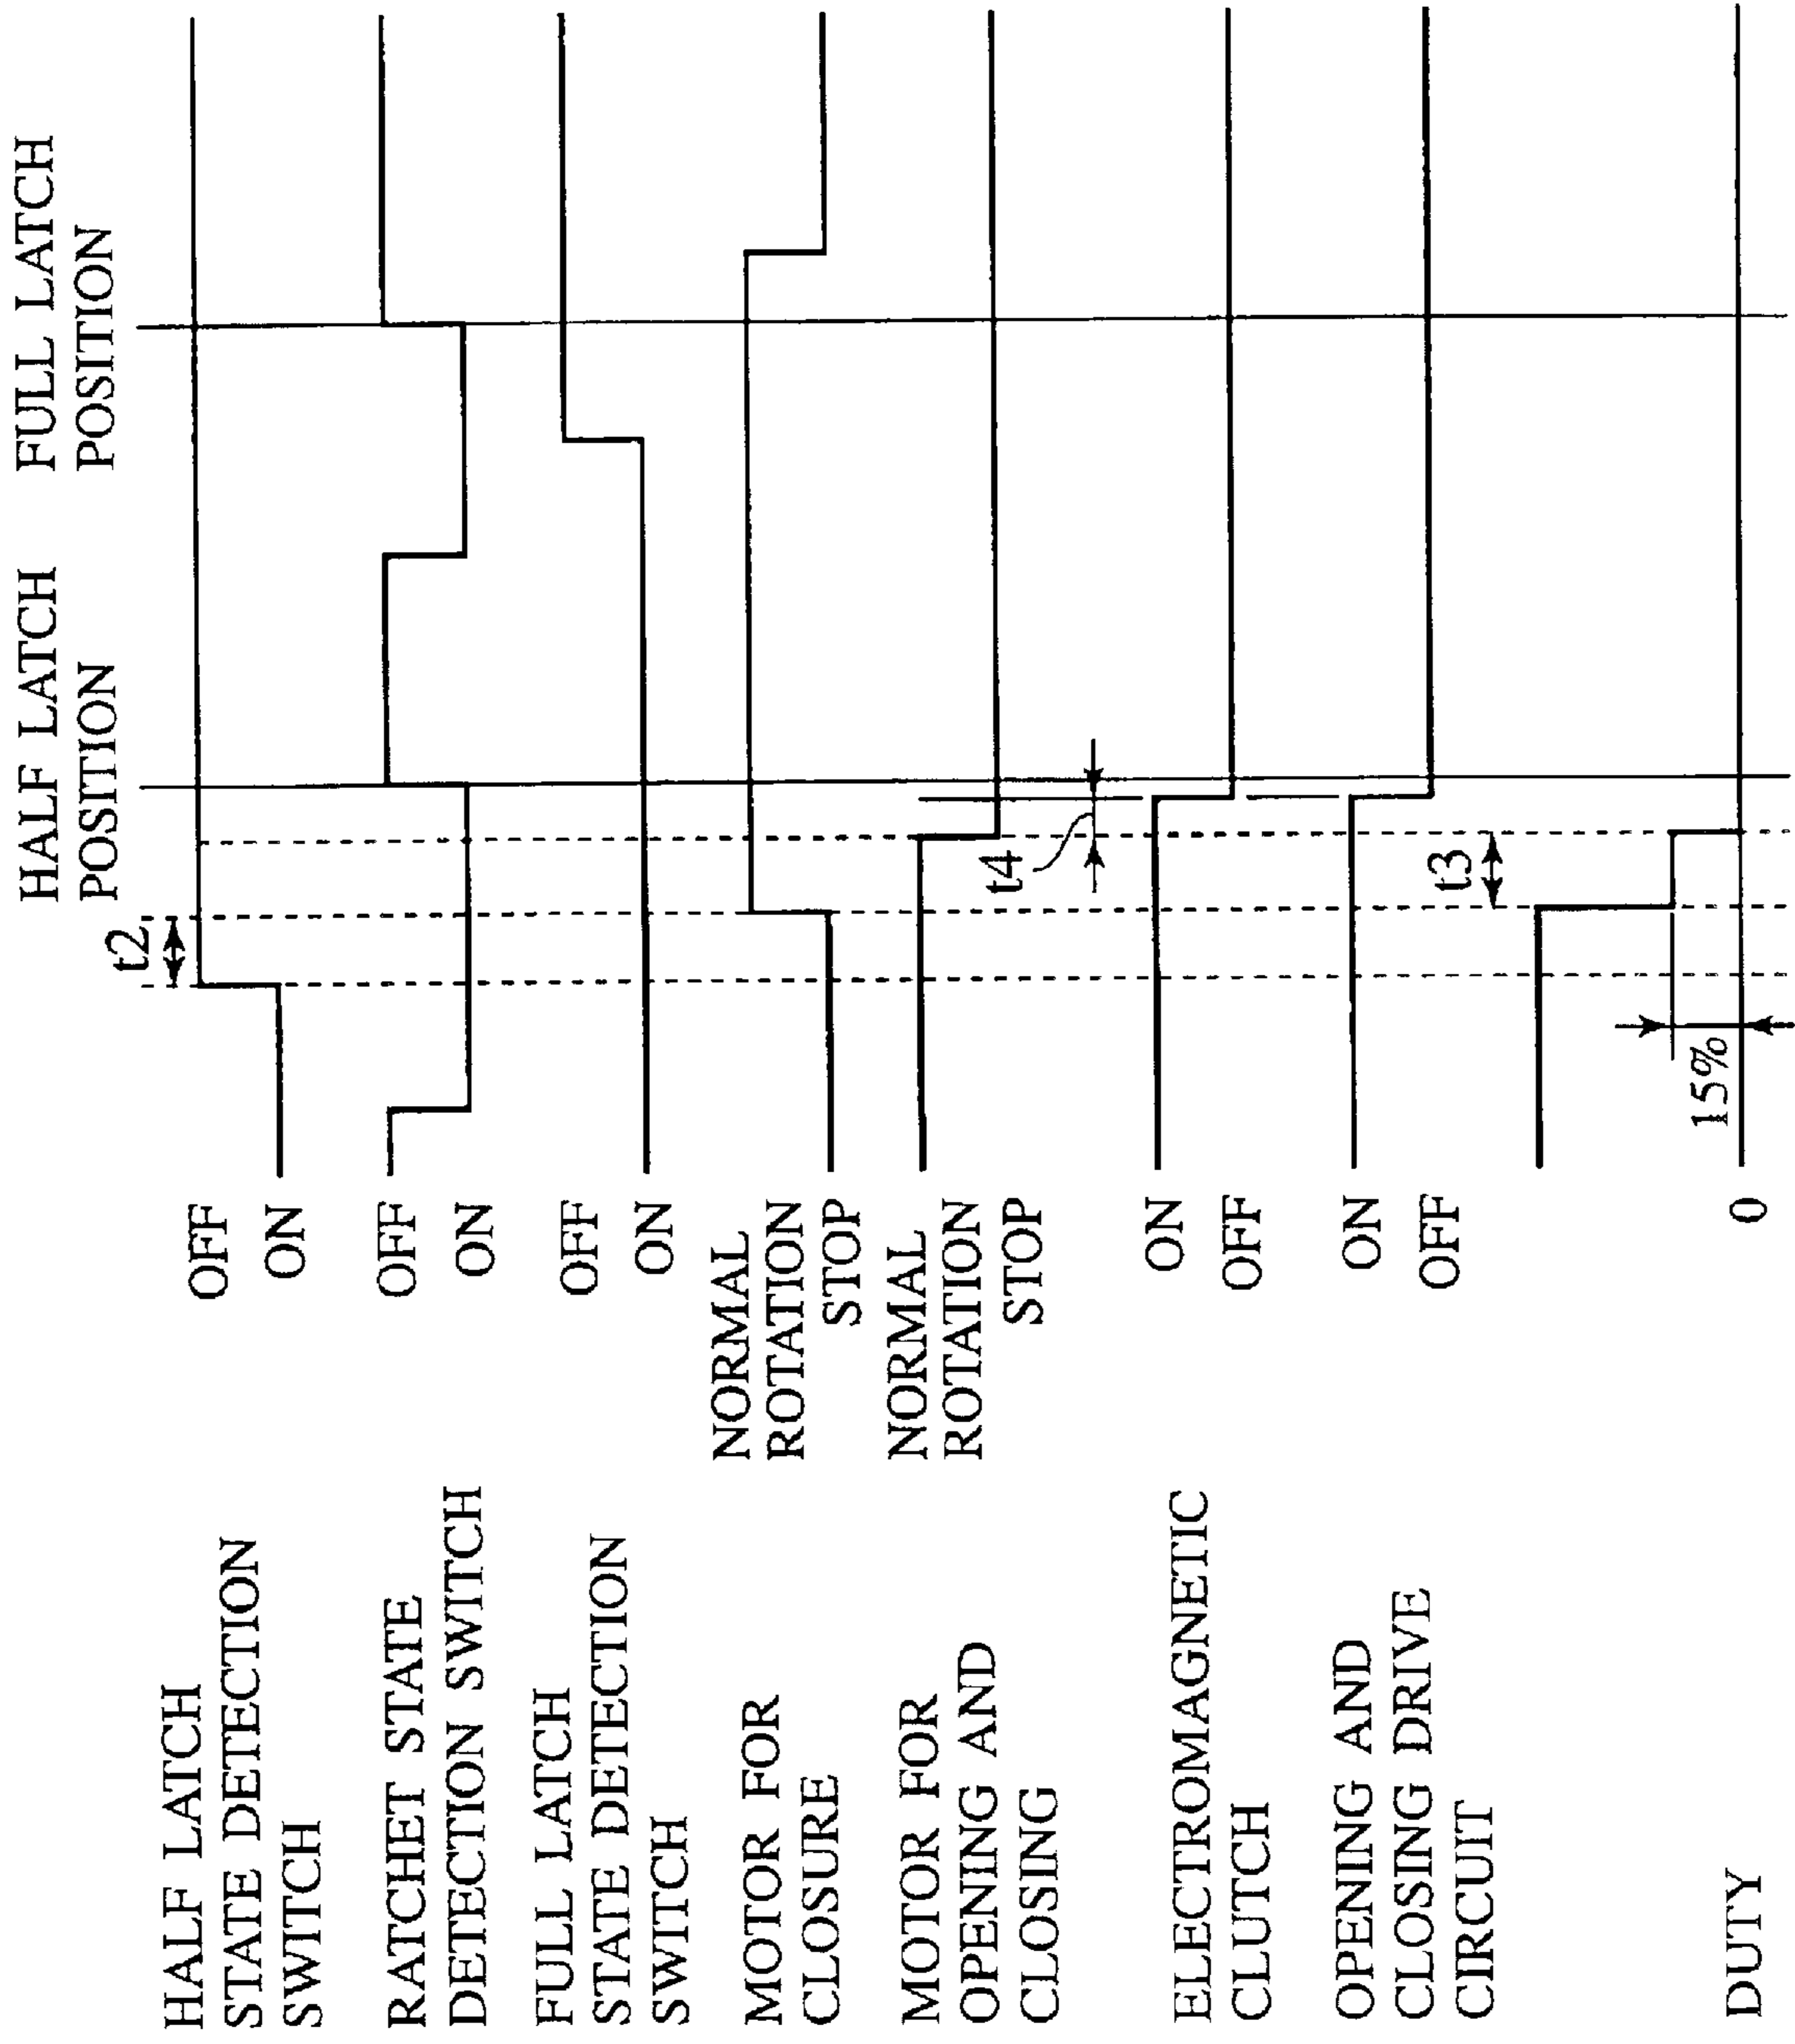 HALF LATCH
POSITION
FULL LATCH
POSITION
t2
HALF LATCH
STATE DETECTION
SWITCH
OFF
ON
RATCHET STATE
DETECTION SWITCH
OFF
ON
FULL LATCH
STATE DETECTION
SWITCH
OFF
ON
MOTOR FOR
CLOSURE
NORMAL
ROTATION
STOP
MOTOR FOR
OPENING AND
CLOSING
NORMAL
ROTATION
STOP
t4
ELECTROMAGNETIC
CLUTCH
ON
OFF
OPENING AND
CLOSING DRIVE
CIRCUIT
ON
OFF
t3
15%
DUTY
0